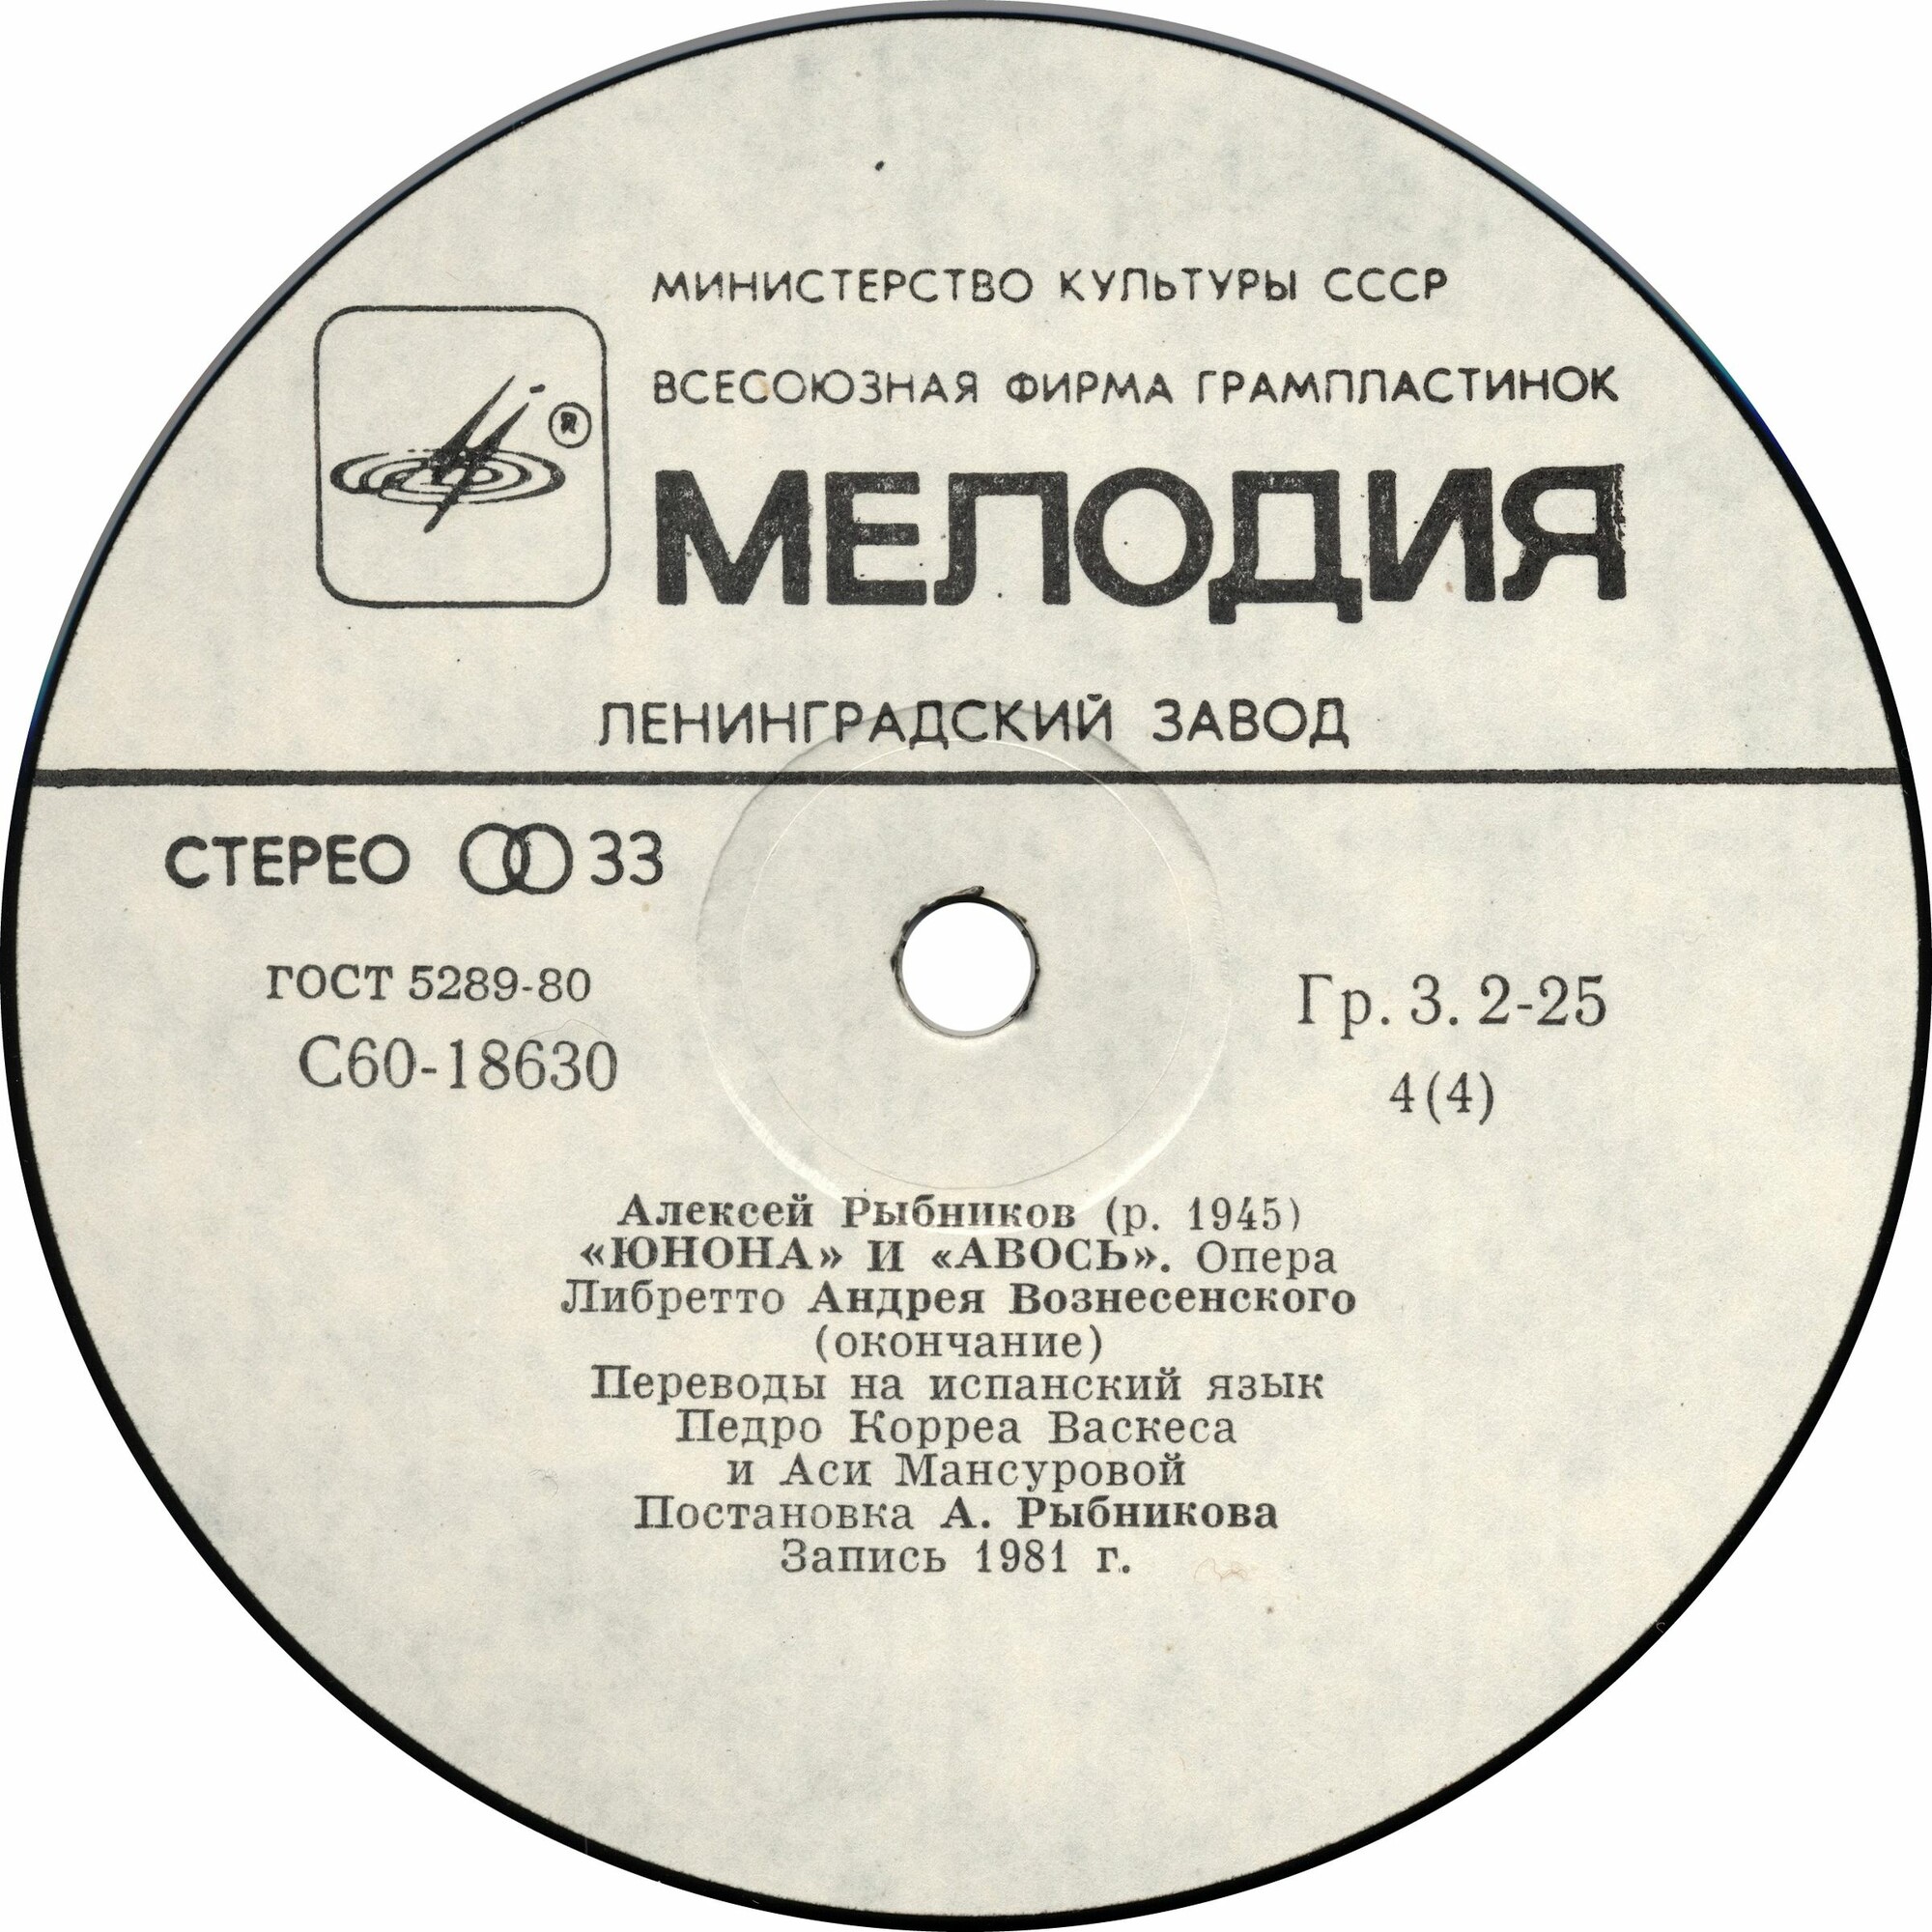 МИНИСТЕРСТВО КУЛЬТУРЫ СССР
ВСЕСОЮЗНАЯ ФИРМА ГРАМПЛАСТИНОК
®
МЕЛОДИЯ
ЛЕНИНГРАДСКИЙ ЗАВОД
СТЕРЕО 33
ГОСТ 5289-80
С60-18630
Гр. 3. 2-25
4(4)
Алексей Рыбников (р. 1945)
«ЮНОНА» И «АВОСЬ». Опера
Либретто Андрея Вознесенского
(окончание)
Переводы на испанский язык
Педро Корреа Васкеса
и Аси Мансуровой
Постановка А. Рыбникова
Запись 1981 г.